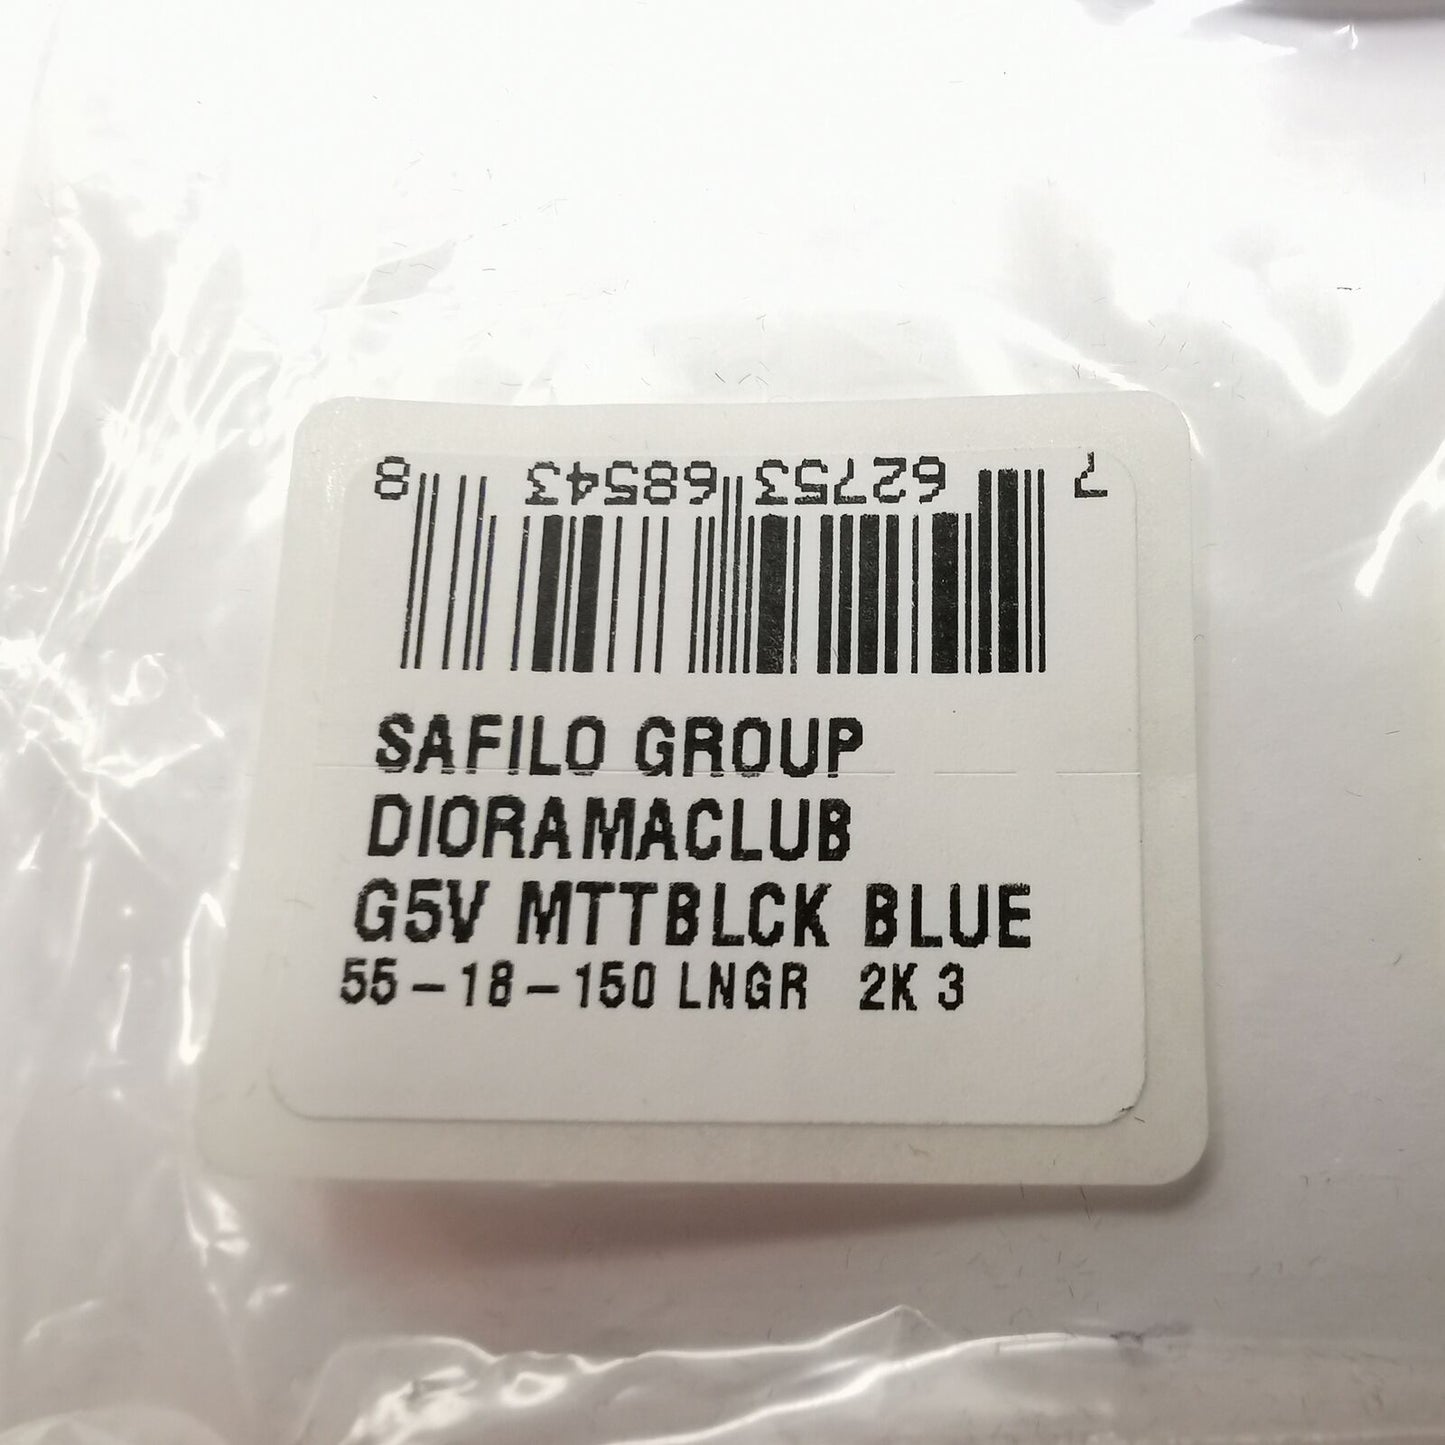 7 62753 68543 8
SAFILO GROUP
DIORAMACLUB
G5V MTTBLCK BLUE
55-18-150 LNGR 2K 3